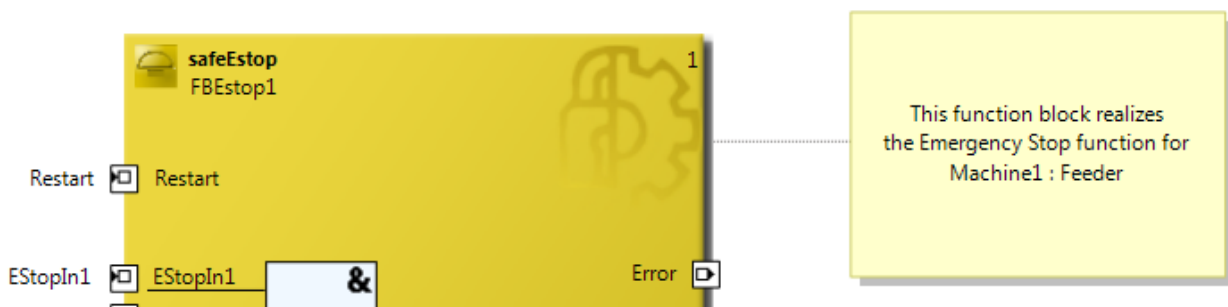 safeEstop
FBEstop1
1
This function block realizes
the Emergency Stop function for
Machine1 : Feeder
Restart Restart
EStopIn1 EStopIn1 & Error